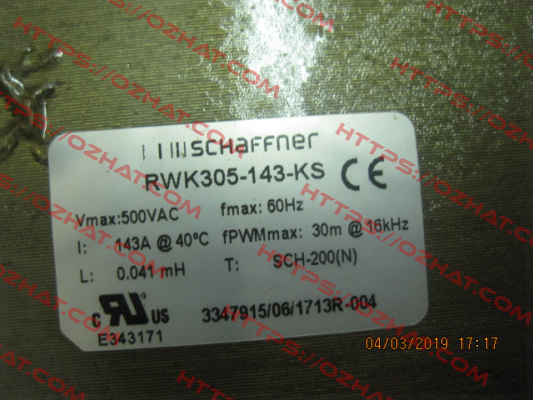 SCHaFFner
RWK305-143-KS CE
Vmax:500VAC fmax: 60Hz
I: 143A @ 40°C fPWMmax: 30m @ 16kHz
L: 0.041 mH T: SCH-200(N)
C RU US 3347915/06/1713R-004
E343171
04/03/2019 17:17
HTTPS://OZHAT.COM